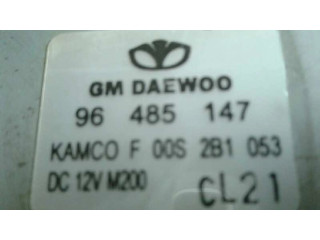 GM DAEWOO
96 485 147
KAMCO F 00S 2B1 053
DC 12V M200
CL21